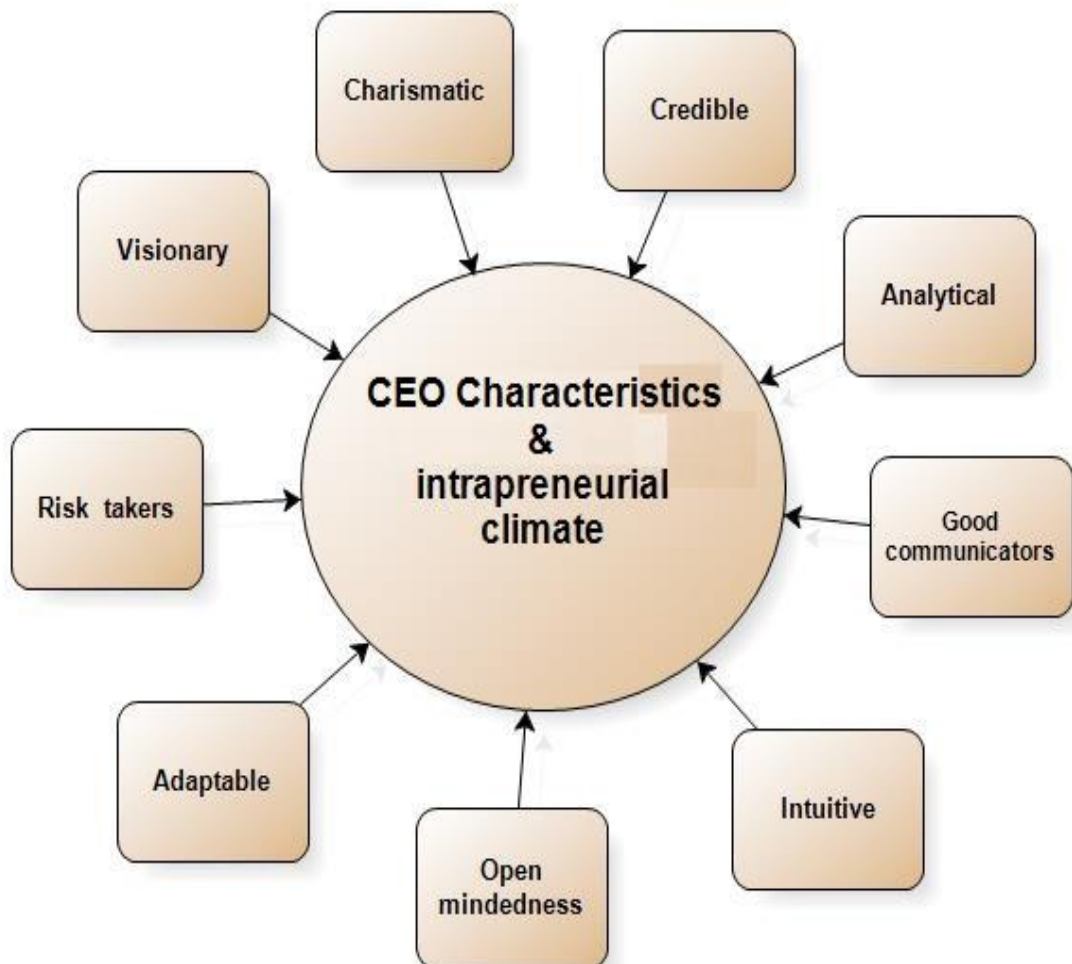 Charismatic
Credible
Visionary
Analytical
CEO Characteristics
&
intrapreneurial
climate
Risk takers
Good
communicators
Adaptable
Intuitive
Open
mindedness